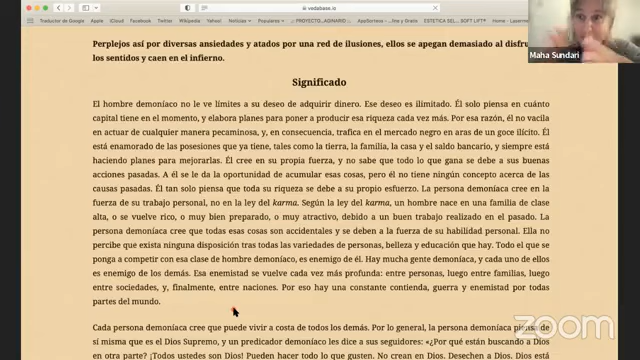 vedabase.io
Traductor de Google
Apple
iCloud
Yahoo
Bing
Google
Wikipedia
Facebook
Noticias
Populares
Perplejos así por diversas ansiedades y atados por una red de ilusiones, ellos se apegan demasiado al disfru
los sentidos y caen en el infierno.
Significado
El hombre demoníaco no le ve límites a su deseo de adquirir dinero. Ese deseo es ilimitado. Él solo piensa en cuánto
capital tiene en el momento, y elabora planes para poner a producir esa riqueza cada vez más. Por esa razón, él no vacila
en actuar de cualquier manera pecaminosa, y, en consecuencia, trafica en el mercado negro en aras de un goce ilícito. Él
está enamorado de las posesiones que ya tiene, tales como la tierra, la familia, la casa y el saldo bancario, y siempre está
haciendo planes para mejorarlas. Él cree en su propia fuerza, y no sabe que todo lo que gana se debe a sus buenas
acciones pasadas. A él se le da la oportunidad de acumular esas cosas, pero él no tiene ningún concepto acerca de las
causas pasadas. Él tan solo piensa que toda su riqueza se debe a su propio esfuerzo. La persona demoníaca cree en la
fuerza de su trabajo personal, no en la ley del karma. Según la ley del karma, un hombre nace en una familia de clase
alta, o se vuelve rico, o muy bien preparado, o muy atractivo, debido a un buen trabajo realizado en el pasado. La
persona demoníaca cree que todas esas cosas son accidentales y se deben a la fuerza de su habilidad personal. Ella no
percibe que exista ninguna disposición tras todas las variedades de personas, belleza y educación que hay. Todo el que se
ponga a competir con esa clase de hombre demoníaco, es enemigo de él. Hay mucha gente demoníaca, y cada uno de ellos
es enemigo de los demás. Esa enemistad se vuelve cada vez más profunda: entre personas, luego entre familias, luego
entre sociedades, y, finalmente, entre naciones. Por eso hay una constante contienda, guerra y enemistad por todas
partes del mundo.
Cada persona demoníaca cree que puede vivir a costa de todos los demás. Por lo general, la persona demoníaca piensa de
sí misma que es el Dios Supremo, y un predicador demoníaco les dice a sus seguidores: «¿Por qué están buscando a Dios
en otra parte? ¡Todos ustedes son Dios! Pueden hacer todo lo que gusten. No crean en Dios. Desechen a Dios. Dios está
Maha Sundari
zoom